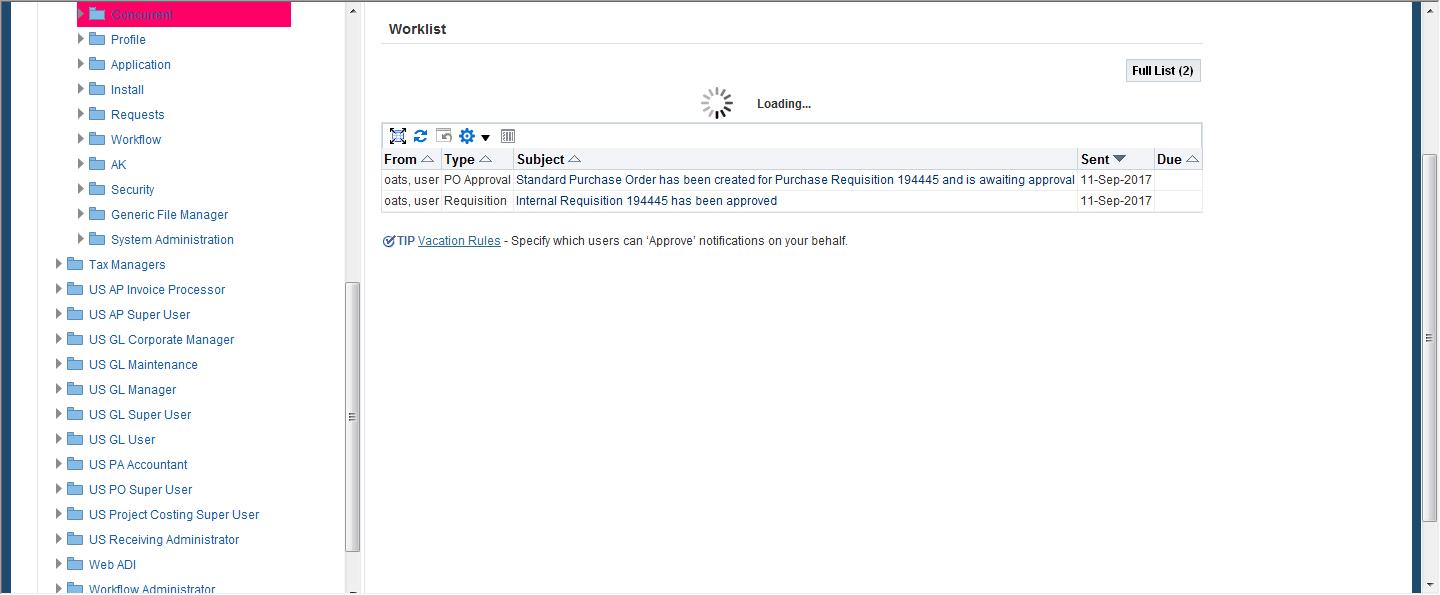 Concurrent
Profile
Application
Install
Requests
Workflow
AK
Security
Generic File Manager
System Administration
Tax Managers
US AP Invoice Processor
US AP Super User
US GL Corporate Manager
US GL Maintenance
US GL Manager
US GL Super User
US GL User
US PA Accountant
US PO Super User
US Project Costing Super User
US Receiving Administrator
Web ADI
Workflow Administrator
Worklist
Full List (2)
Loading...
From Type Subject Sent Due
oats, user PO Approval Standard Purchase Order has been created for Purchase Requisition 194445 and is awaiting approval 11-Sep-2017
oats, user Requisition Internal Requisition 194445 has been approved 11-Sep-2017
TIP Vacation Rules - Specify which users can ‘Approve’ notifications on your behalf.